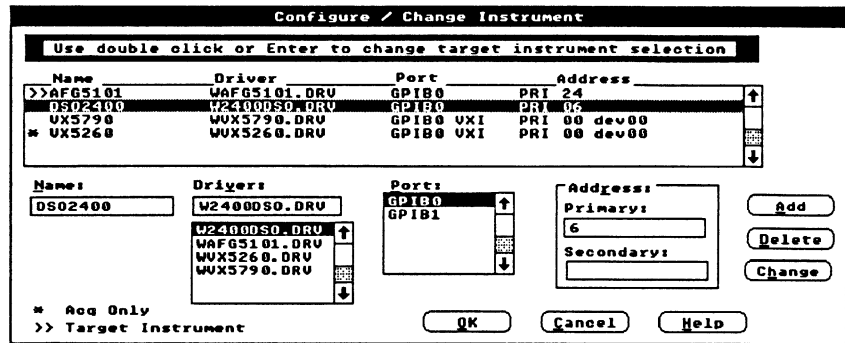 Configure / Change Instrument
Use double click or Enter to change target instrument selection
Name Driver Port Address
>>AFG5101 WAFG5101.DRV GPIB0 PRI 24
DSO2400 W2400DSO.DRV GPIB0 PRI 06
VX5790 WVX5790.DRV GPIB0 VXI PRI 00 dev00
* VX5260 WVX5260.DRV GPIB0 VXI PRI 00 dev00
Name: Driver: Port: Address:
DSO2400 W2400DSO.DRV GPIB0 Primary: Add
W2400DSO.DRV GPIB1 6
WAFG5101.DRV Secondary: Delete
WVX5260.DRV
WVX5790.DRV Change
* Acq Only
>> Target Instrument OK Cancel Help